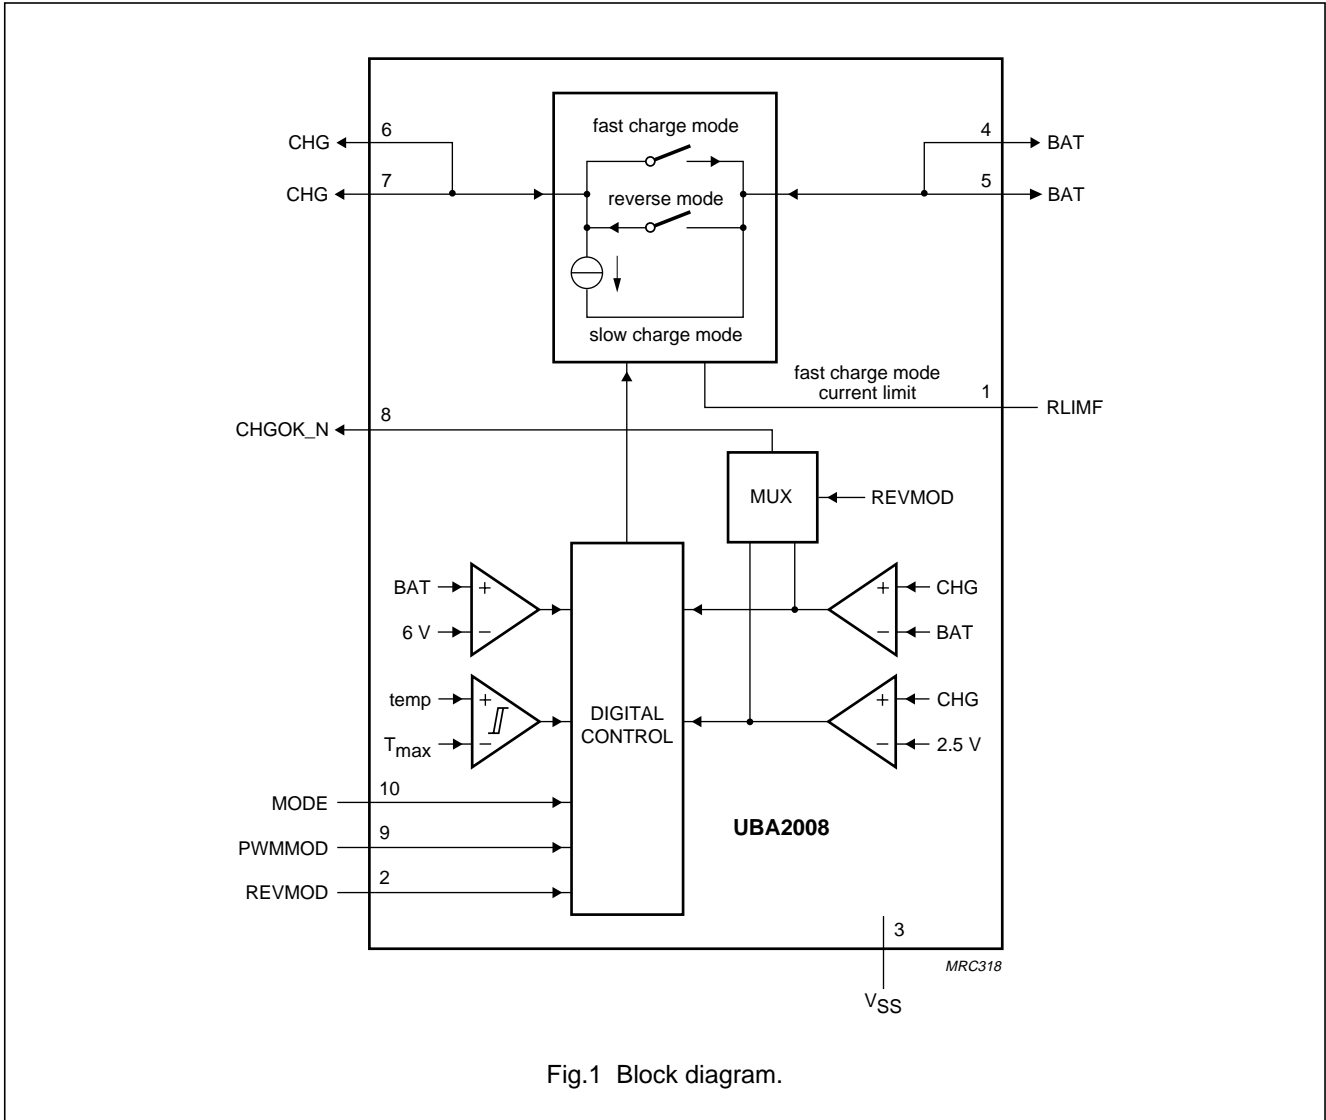 fast charge mode
6
CHG
4
BAT
7
CHG
5
BAT
reverse mode
slow charge mode
fast charge mode
current limit
1
RLIMF
8
CHGOK_N
MUX
REVMOD
BAT
+
CHG
+
6 V
−
BAT
−
temp
+
CHG
+
DIGITAL
CONTROL
Tmax
−
2.5 V
−
10
MODE
9
PWMMOD
UBA2008
2
REVMOD
3
MRC318
VSS
Fig.1 Block diagram.